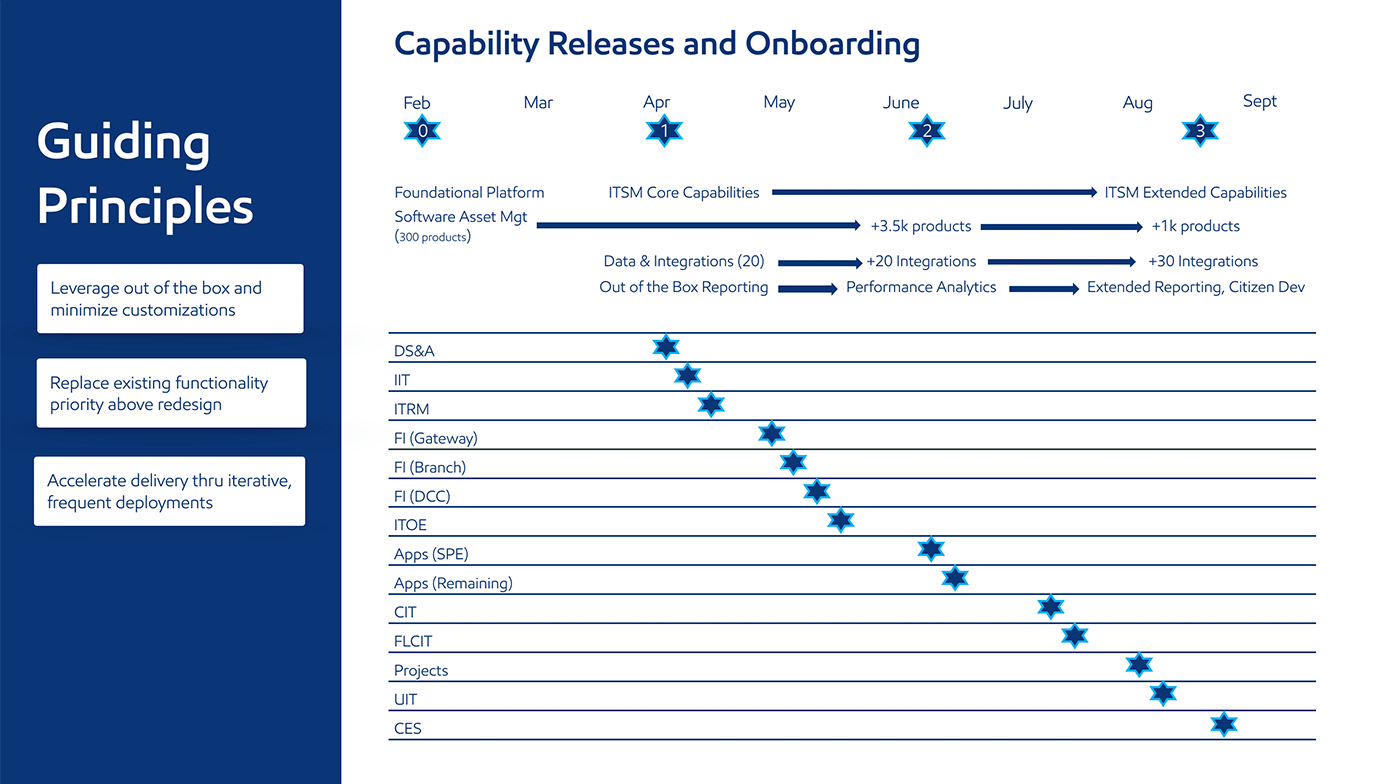 Guiding
Principles
Leverage out of the box and
minimize customizations
Replace existing functionality
priority above redesign
Accelerate delivery thru iterative,
frequent deployments
Capability Releases and Onboarding
Feb Mar Apr May June July Aug Sept
0 1 2 3
Foundational Platform ITSM Core Capabilities ITSM Extended Capabilities
Software Asset Mgt
(300 products) +3.5k products +1k products
Data & Integrations (20) +20 Integrations +30 Integrations
Out of the Box Reporting Performance Analytics Extended Reporting, Citizen Dev
DS&A
IIT
ITRM
FI (Gateway)
FI (Branch)
FI (DCC)
ITOE
Apps (SPE)
Apps (Remaining)
CIT
FLCIT
Projects
UIT
CES